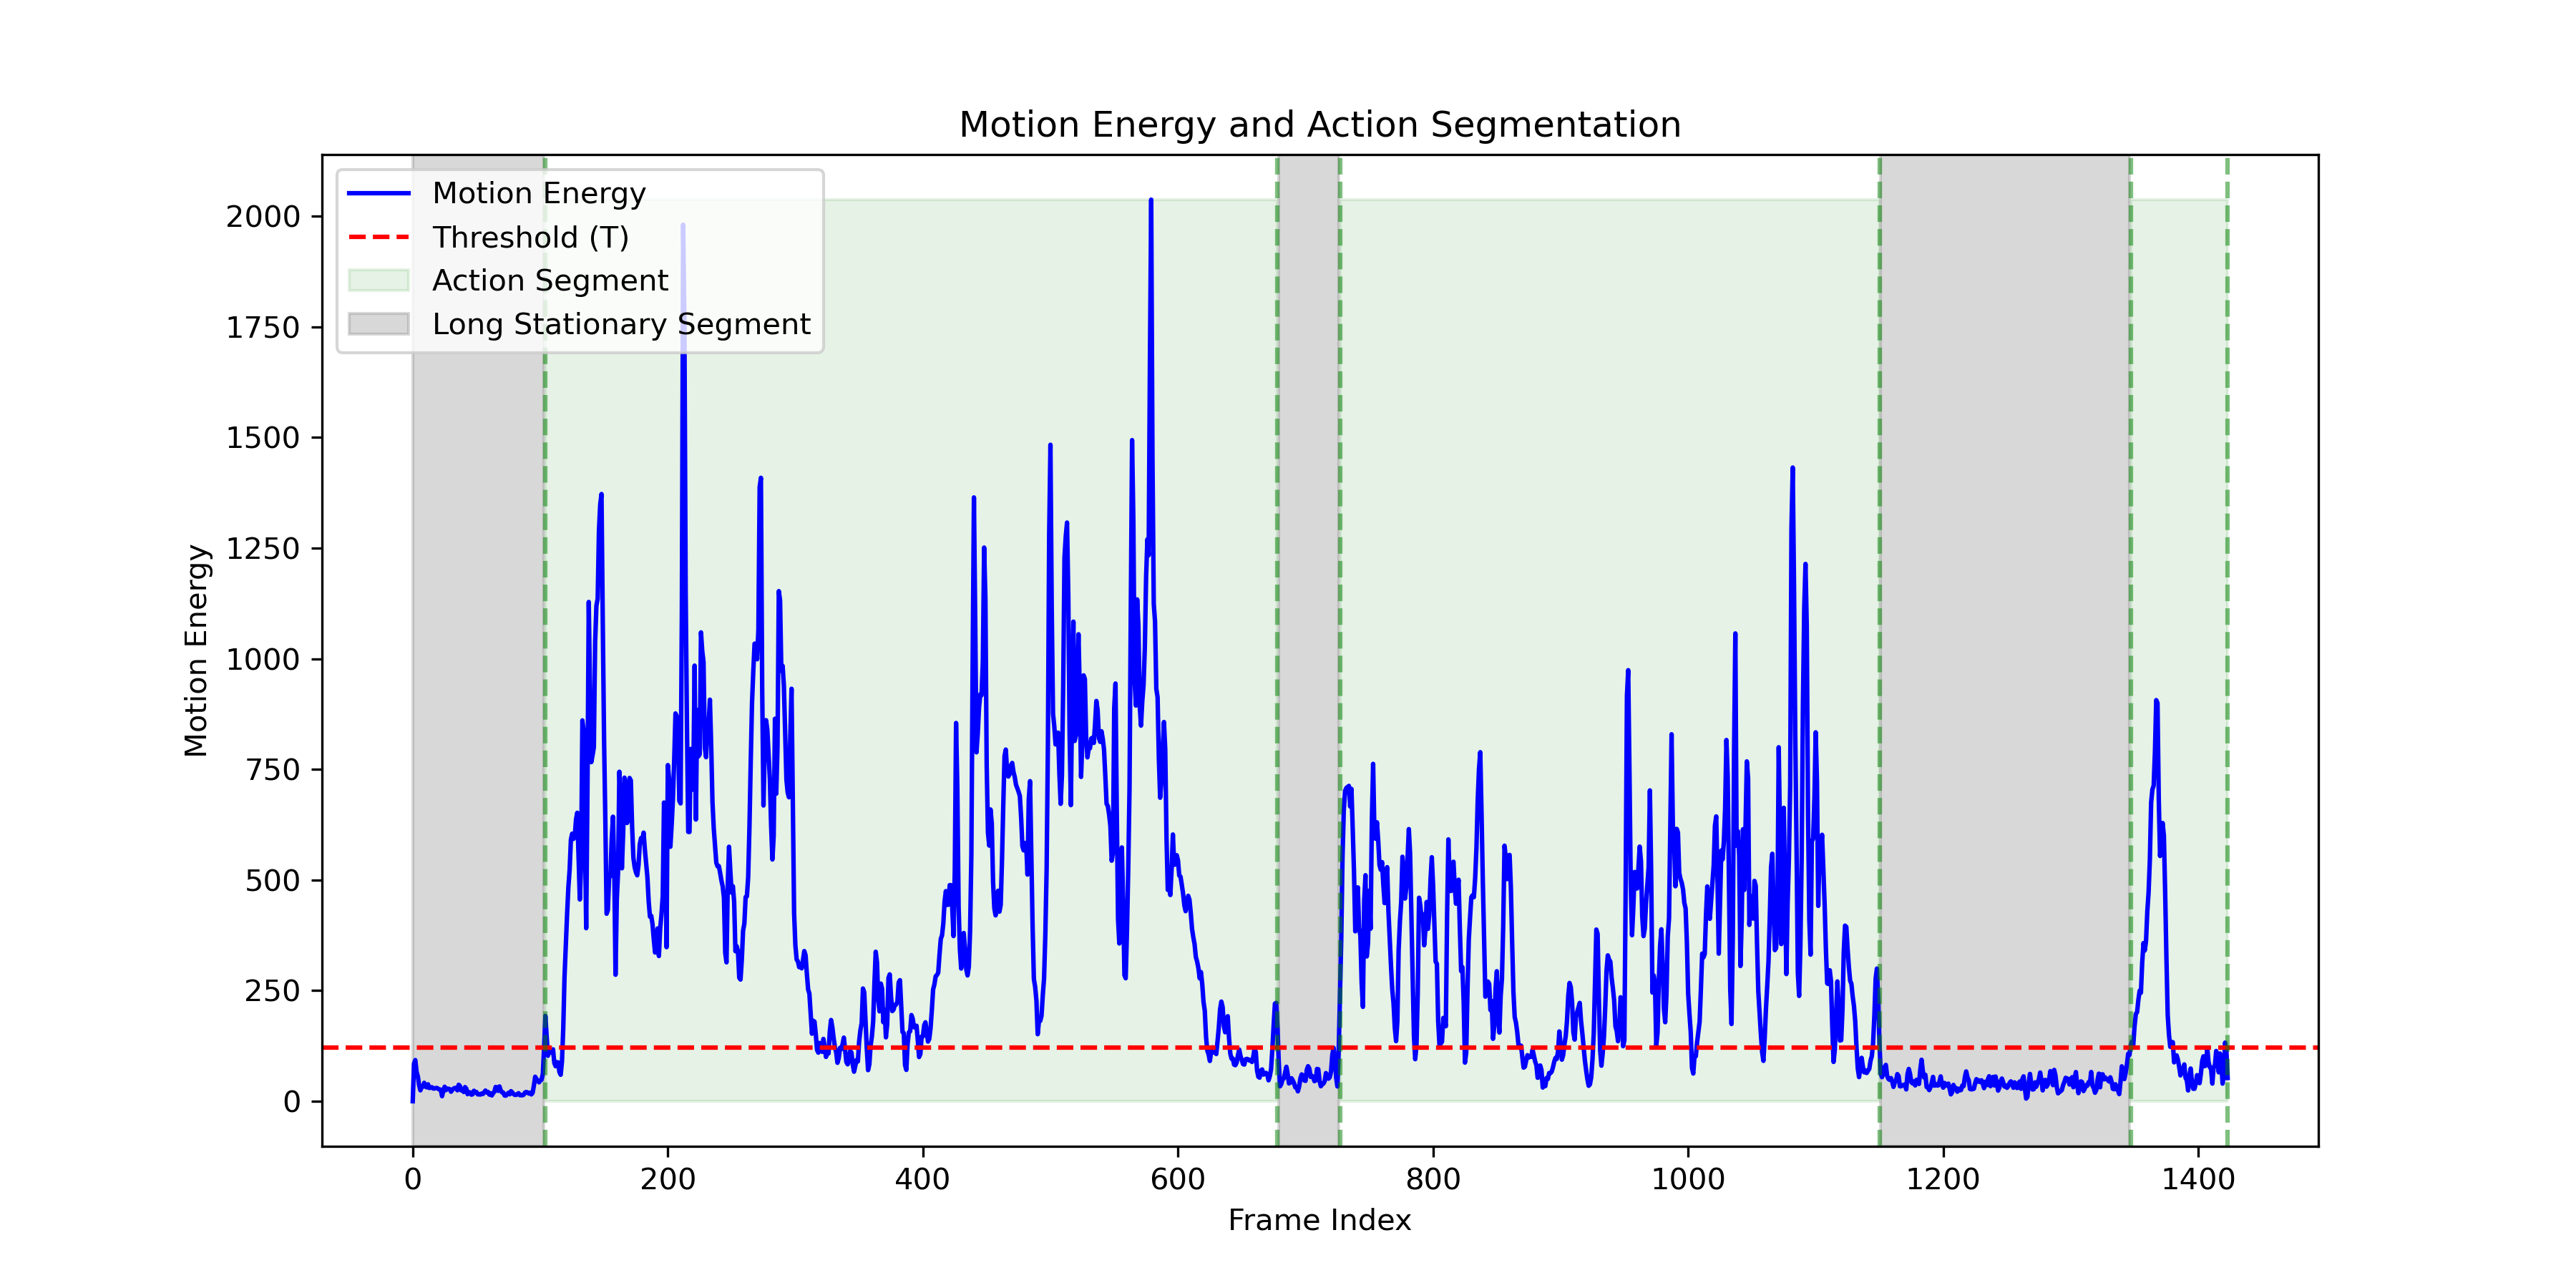 Motion Energy and Action Segmentation
Motion Energy
Threshold (T)
Action Segment
Long Stationary Segment
2000
1750
1500
1250
1000
750
500
250
0
Motion Energy
0 200 400 600 800 1000 1200 1400
Frame Index